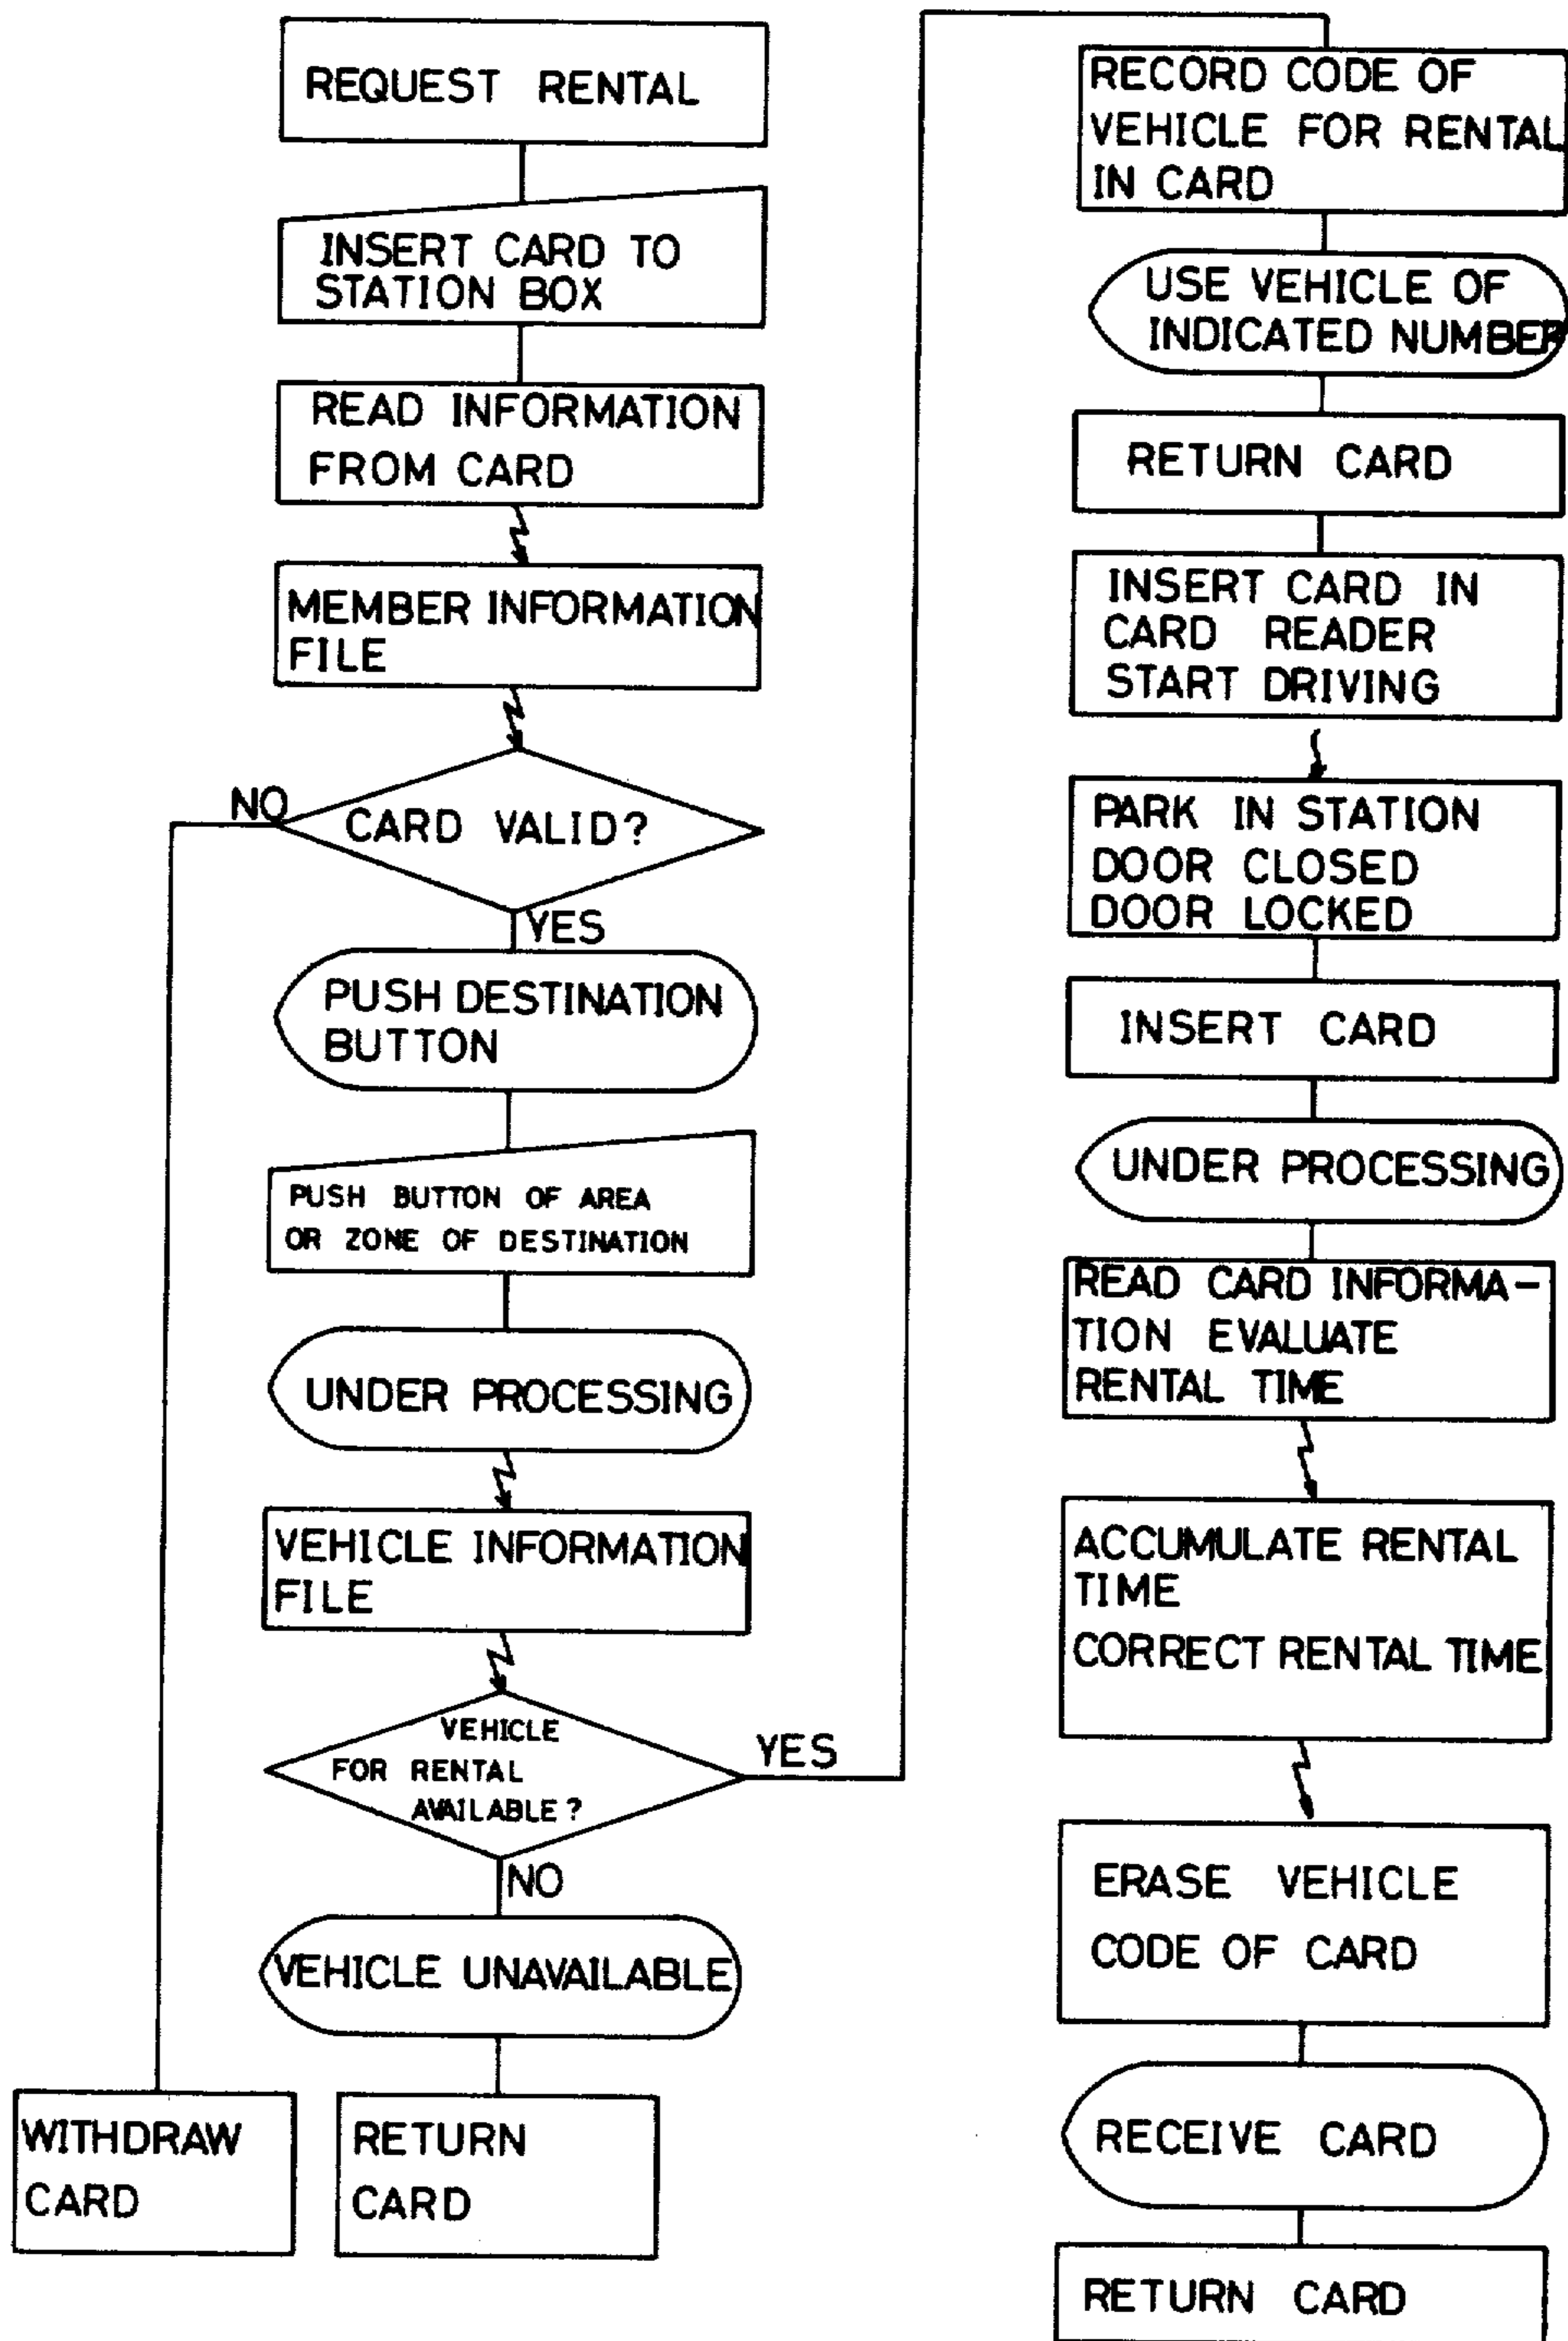 REQUEST RENTAL
INSERT CARD TO
STATION BOX
READ INFORMATION
FROM CARD
MEMBER INFORMATION
FILE
NO
CARD VALID?
YES
PUSH DESTINATION
BUTTON
PUSH BUTTON OF AREA
OR ZONE OF DESTINATION
UNDER PROCESSING
VEHICLE INFORMATION
FILE
VEHICLE
FOR RENTAL
AVAILABLE?
YES
NO
VEHICLE UNAVAILABLE
WITHDRAW
CARD
RETURN
CARD
RECORD CODE OF
VEHICLE FOR RENTAL
IN CARD
USE VEHICLE OF
INDICATED NUMBER
RETURN CARD
INSERT CARD IN
CARD READER
START DRIVING
PARK IN STATION
DOOR CLOSED
DOOR LOCKED
INSERT CARD
UNDER PROCESSING
READ CARD INFORMA-
TION EVALUATE
RENTAL TIME
ACCUMULATE RENTAL
TIME
CORRECT RENTAL TIME
ERASE VEHICLE
CODE OF CARD
RECEIVE CARD
RETURN CARD